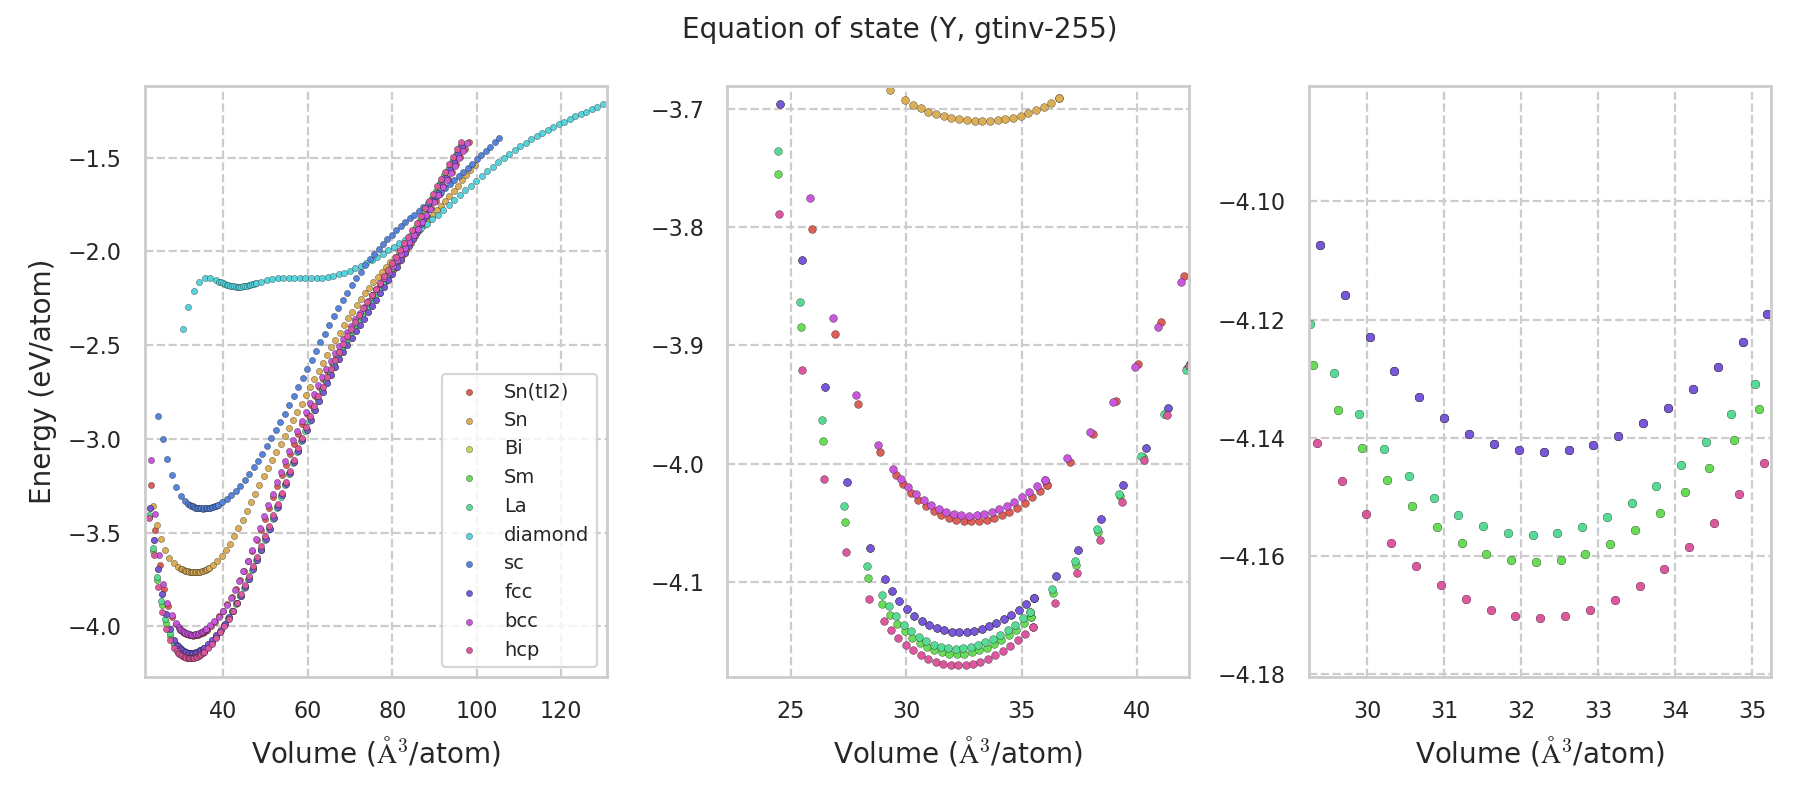 Equation of state (Y, gtinv-255)
Energy (eV/atom)
−1.5
−2.0
−2.5
−3.0
−3.5
−4.0
40 60 80 100 120
Volume (Å³/atom)
Sn(tI2)
Sn
Bi
Sm
La
diamond
sc
fcc
bcc
hcp
−3.7
−3.8
−3.9
−4.0
−4.1
25 30 35 40
Volume (Å³/atom)
−4.10
−4.12
−4.14
−4.16
−4.18
30 31 32 33 34 35
Volume (Å³/atom)